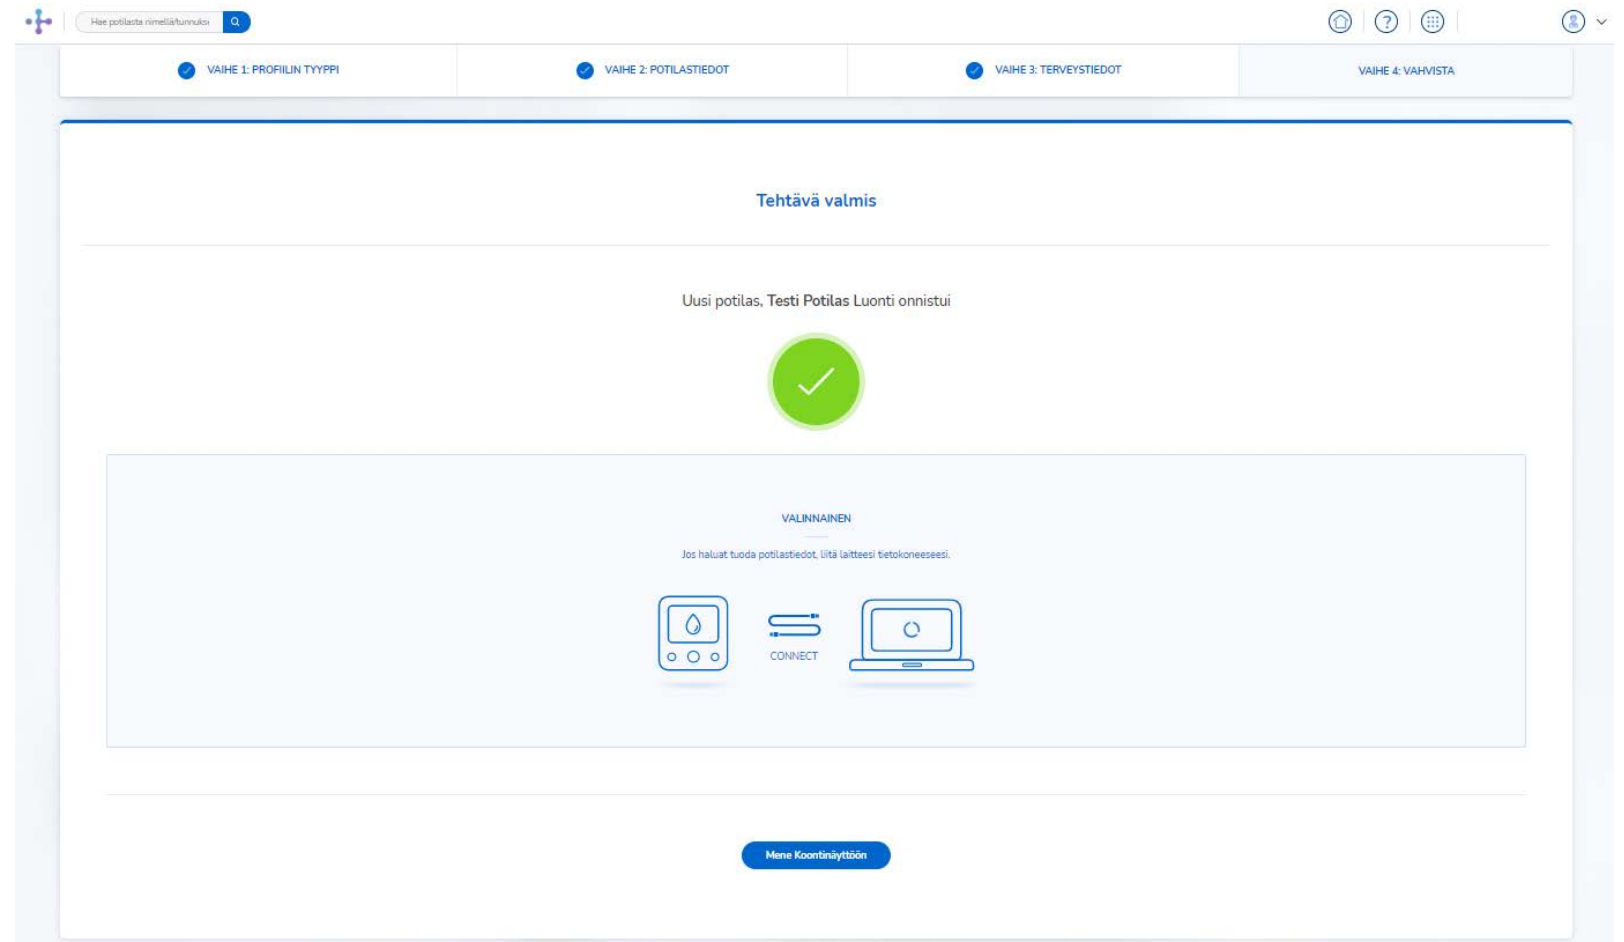 Hae potilasta nimellä/tunnuksi
VAIHE 1: PROFIILIN TYYPPI
VAIHE 2: POTILASTIEDOT
VAIHE 3: TERVEYSTIEDOT
VAIHE 4: VAHVISTA
Tehtävä valmis
Uusi potilas, Testi Potilas Luonti onnistui
VALINNAINEN
Jos haluat tuoda potilastiedot, liitä laitteesi tietokoneeseesi.
CONNECT
Mene Koontinäyttöön